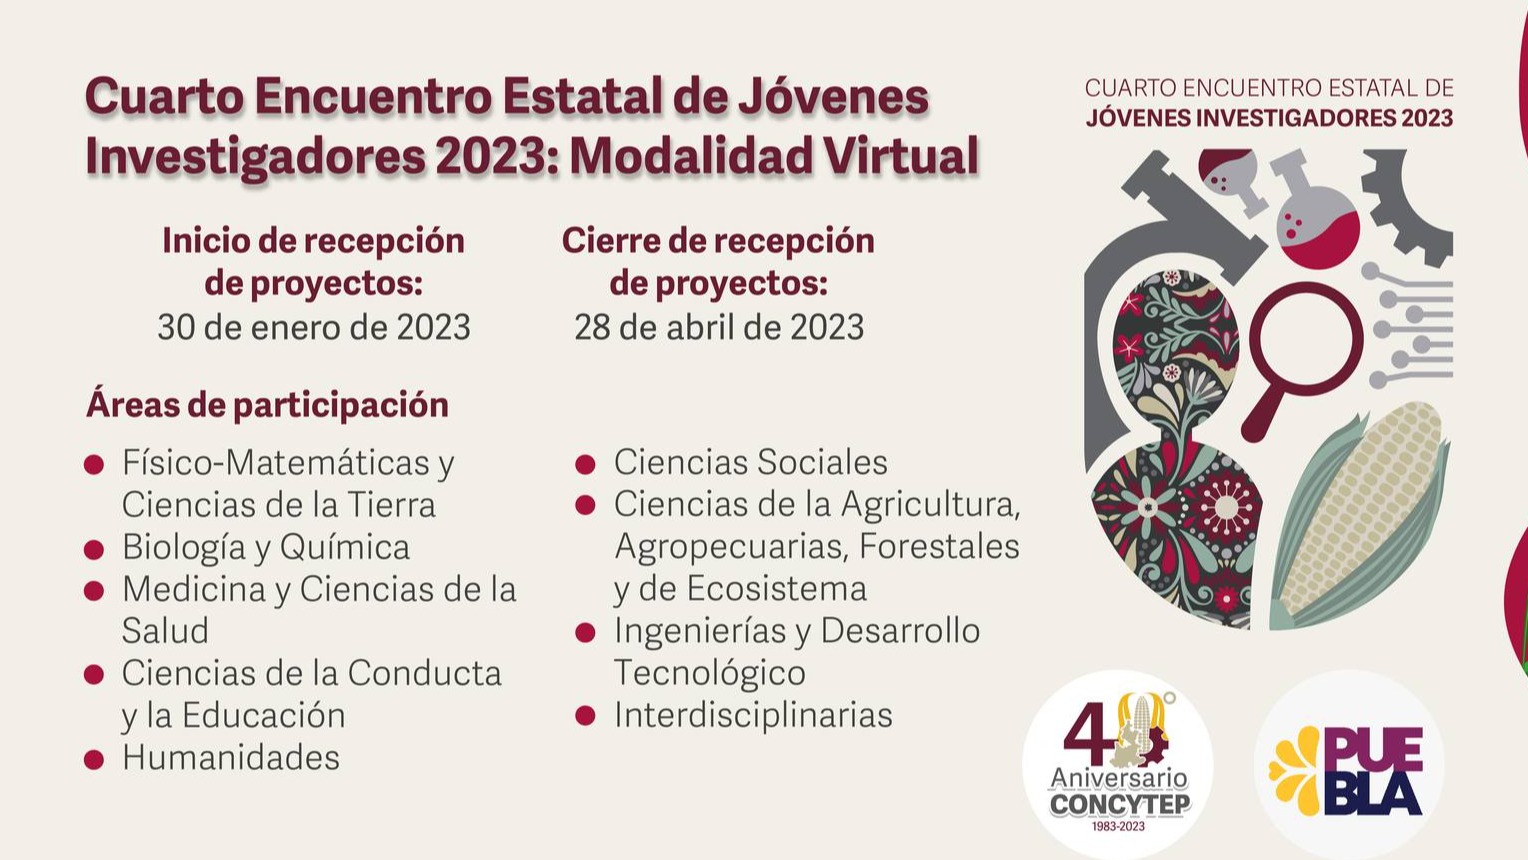 Cuarto Encuentro Estatal de Jóvenes
Investigadores 2023: Modalidad Virtual
Inicio de recepción
de proyectos:
30 de enero de 2023
Cierre de recepción
de proyectos:
28 de abril de 2023
Áreas de participación
Físico-Matemáticas y
Ciencias de la Tierra
Biología y Química
Medicina y Ciencias de la
Salud
Ciencias de la Conducta
y la Educación
Humanidades
Ciencias Sociales
Ciencias de la Agricultura,
Agropecuarias, Forestales
y de Ecosistema
Ingenierías y Desarrollo
Tecnológico
Interdisciplinarias
CUARTO ENCUENTRO ESTATAL DE
JÓVENES INVESTIGADORES 2023
40°
Aniversario
CONCYTEP
1983-2023
PUE
BLA